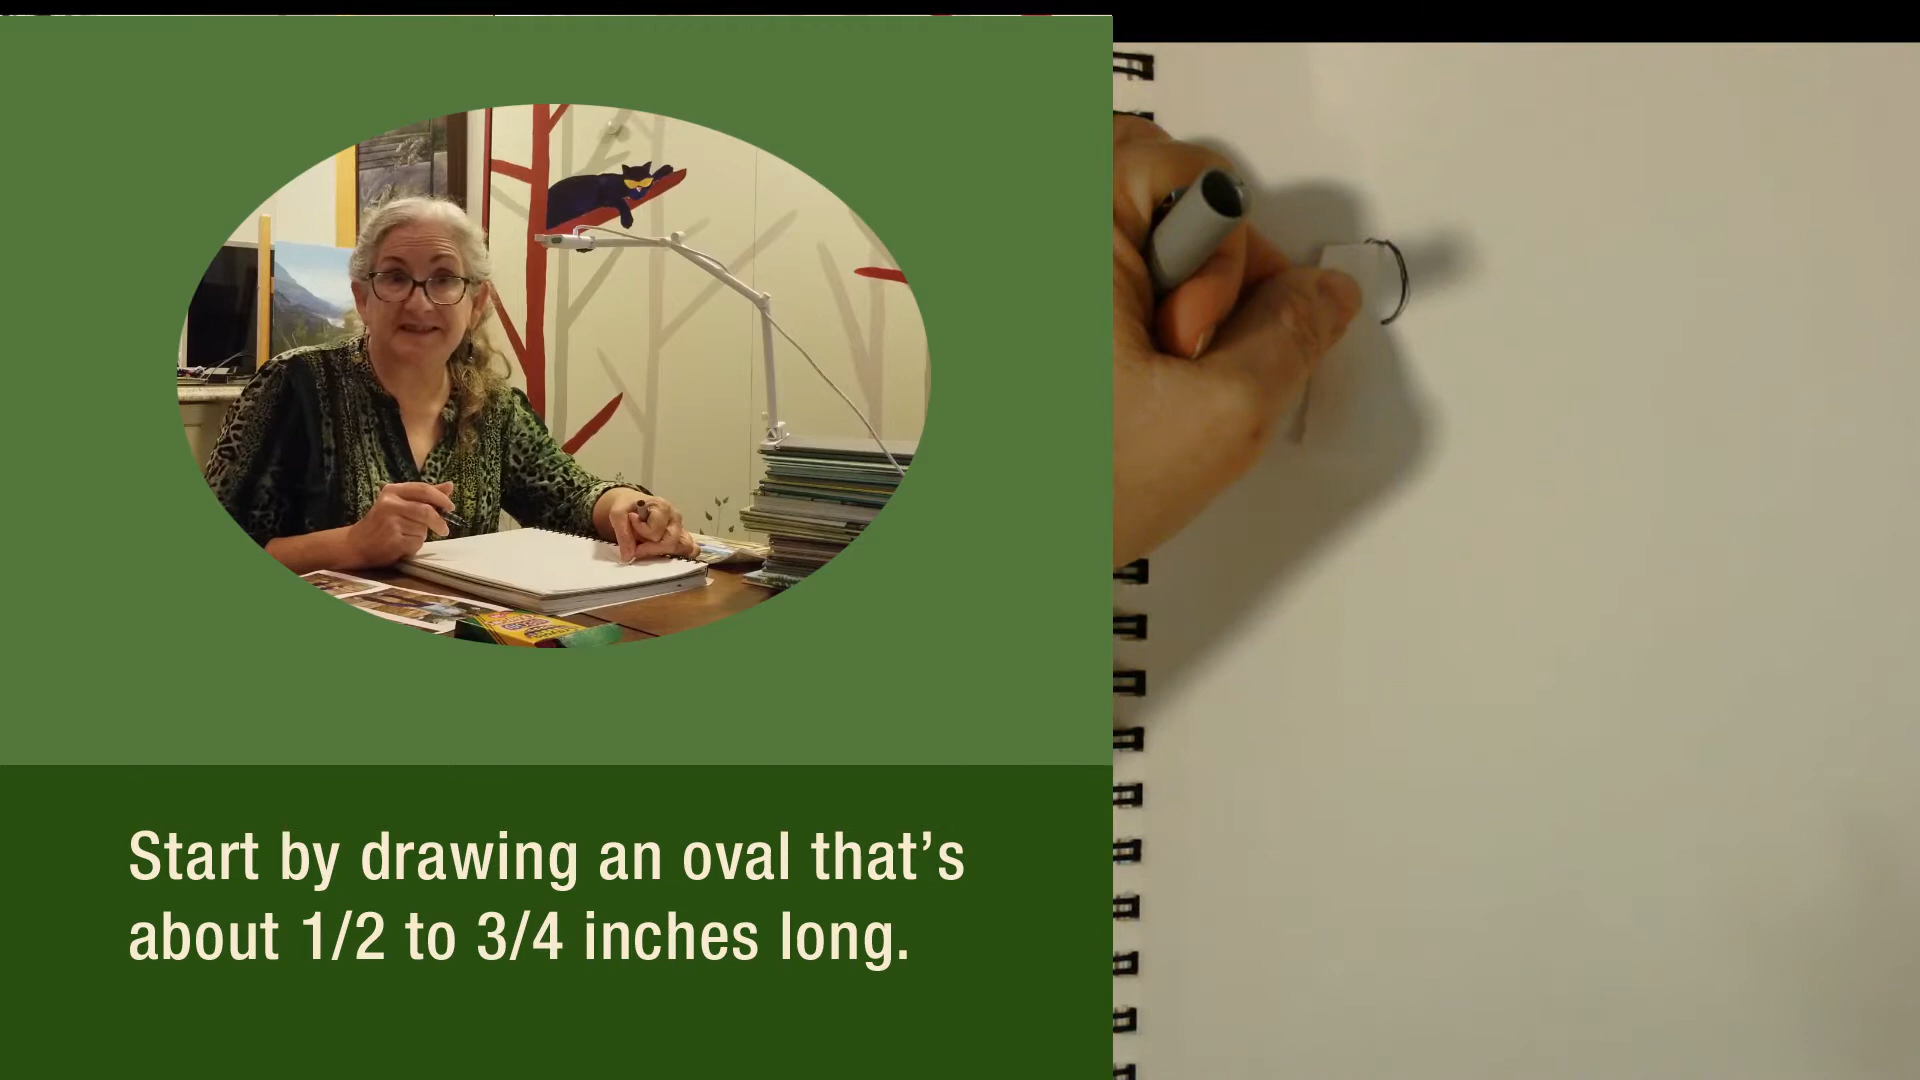 Start by drawing an oval that’s
about 1/2 to 3/4 inches long.